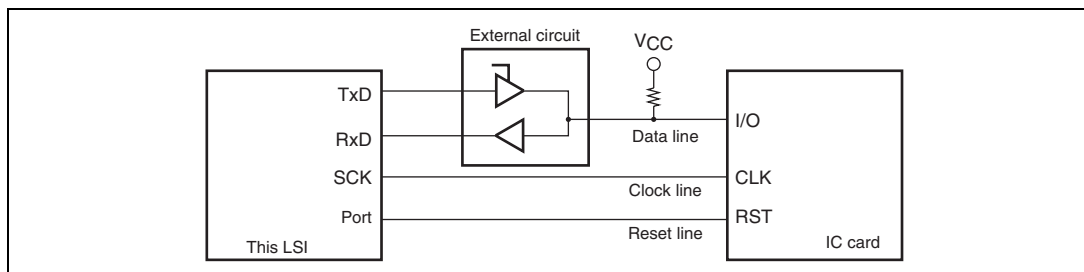 External circuit
VCC
TxD
RxD
SCK
Port
This LSI
Data line
Clock line
Reset line
I/O
CLK
RST
IC card